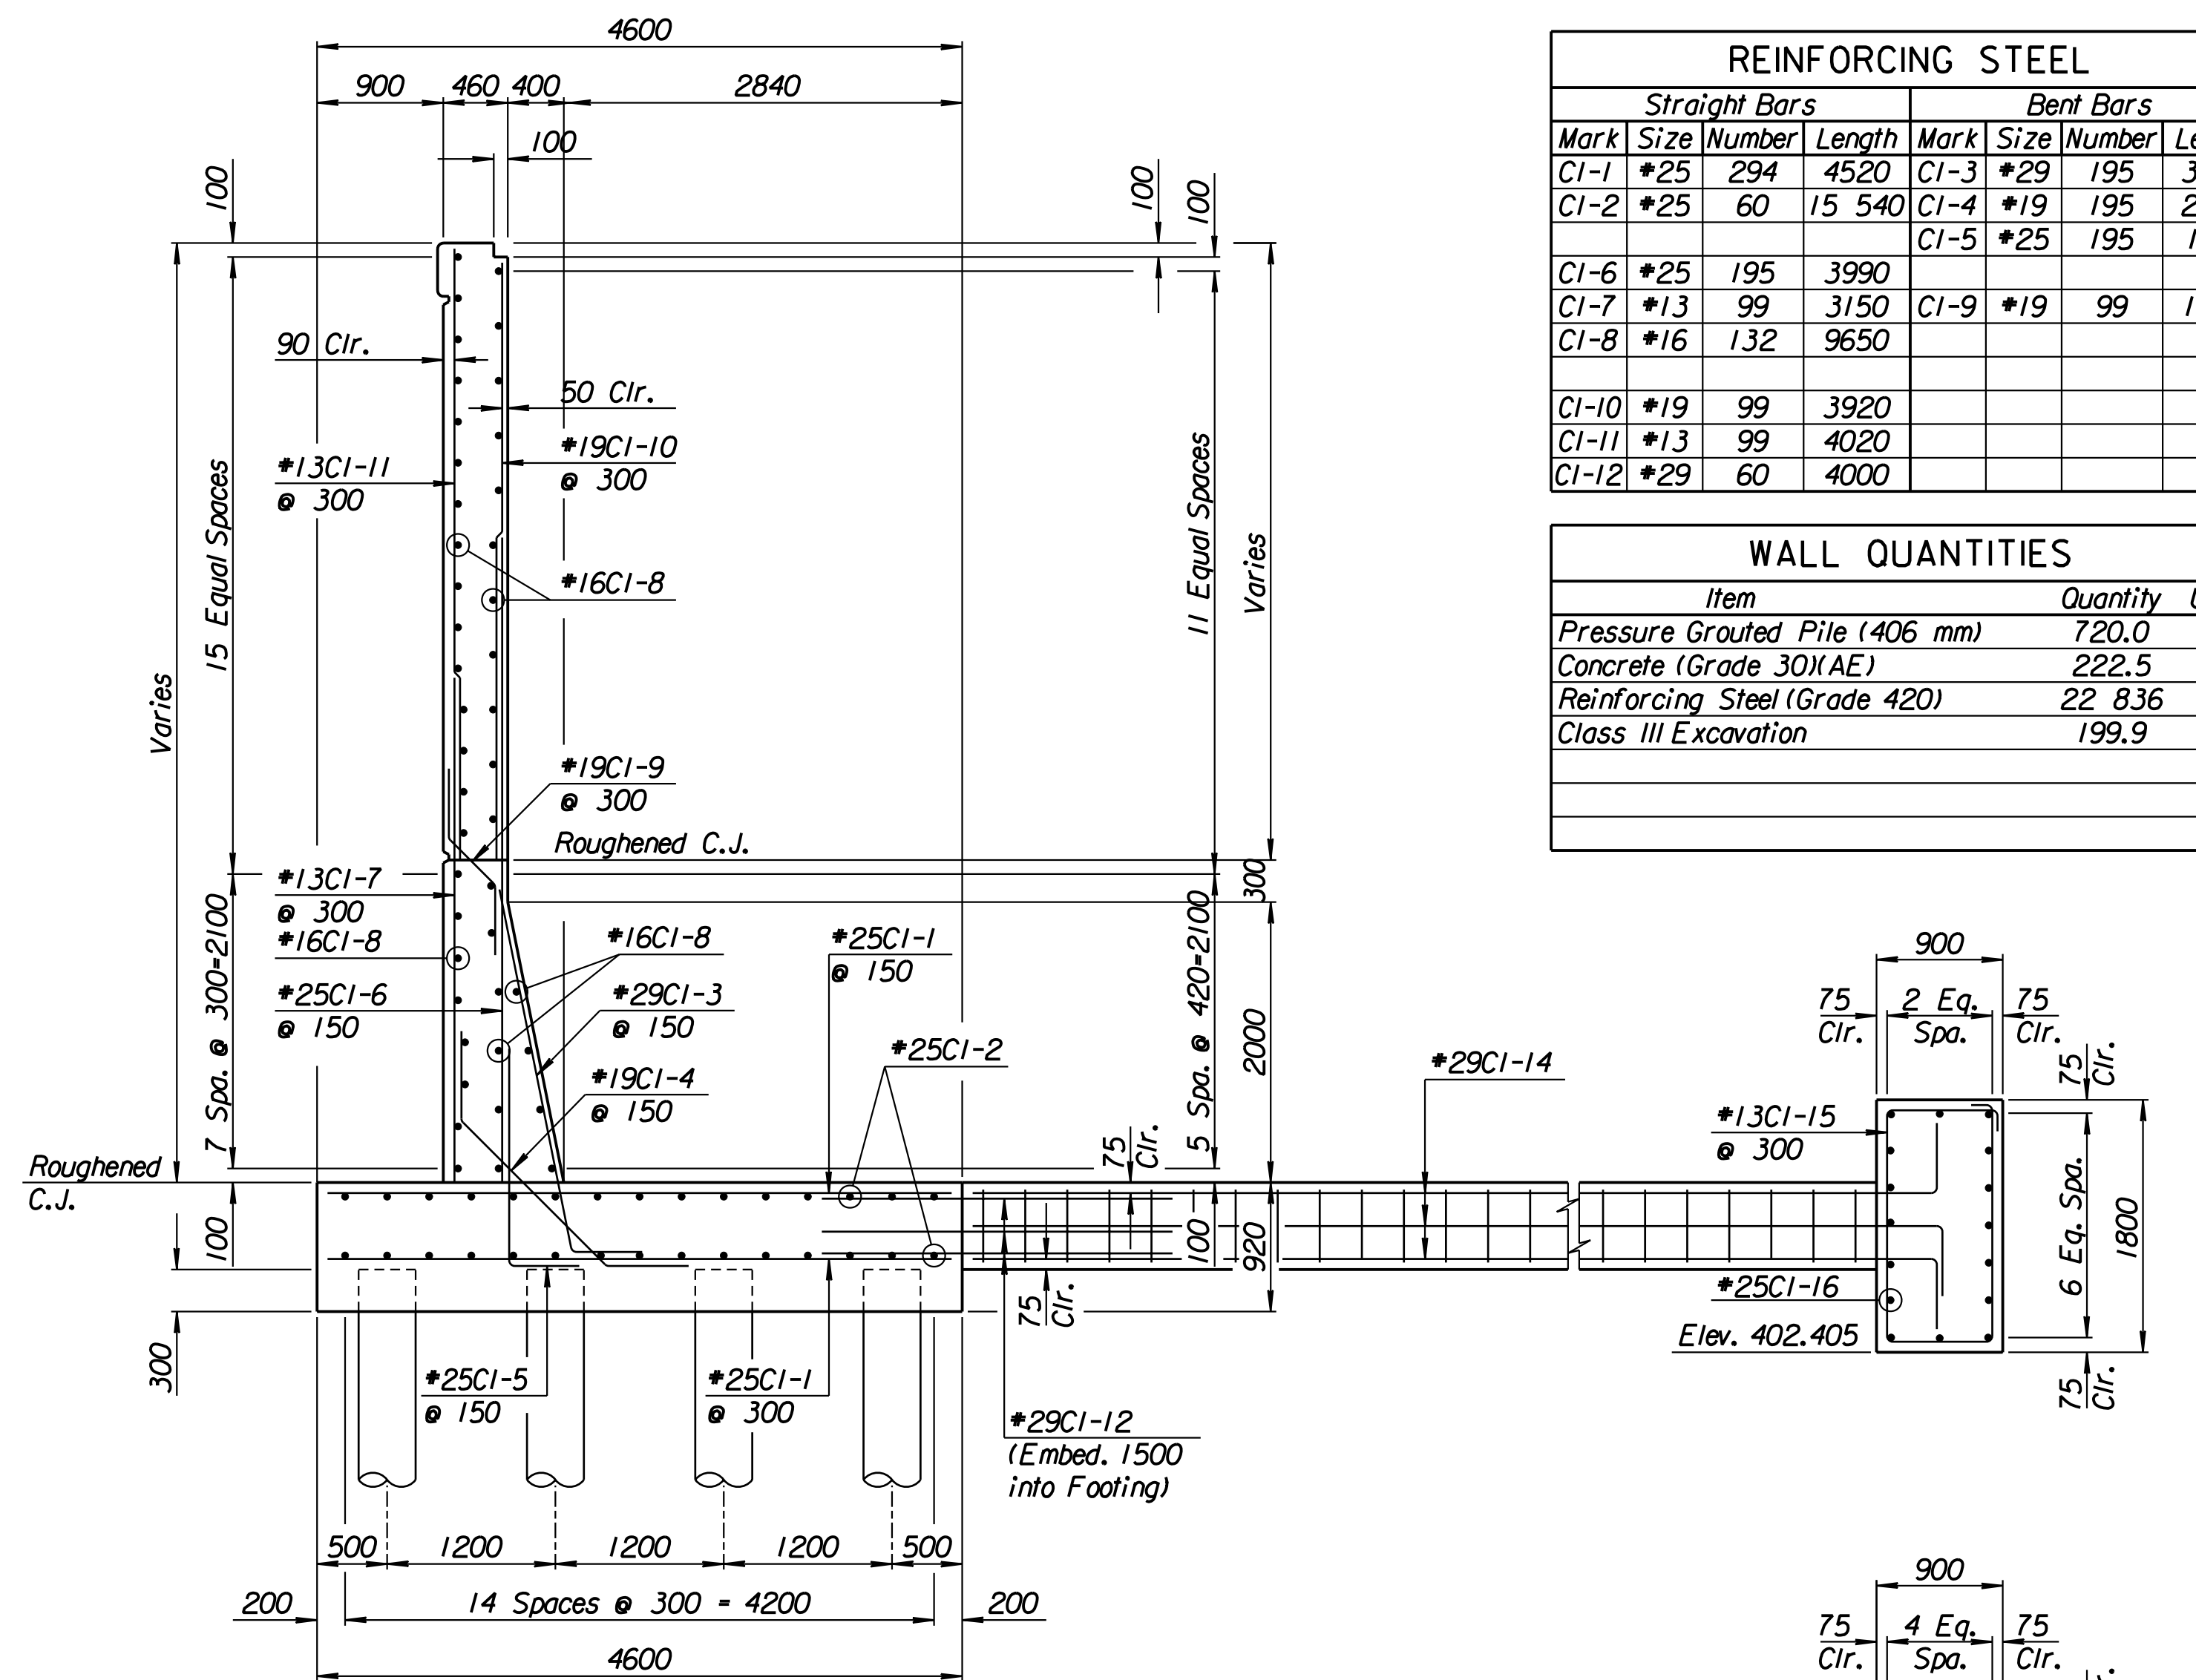 4600
900 460 400 2840
100
100
100
100
90 Clr.
50 Clr.
#13C1-11
@ 300
#19C1-10
@ 300
15 Equal Spaces
11 Equal Spaces
Varies
Varies
#16C1-8
#19C1-9
@ 300
Roughened C.J.
#13C1-7
@ 300
#16C1-8
#25C1-6
@ 150
7 Spa. @ 300=2100
#16C1-8
#29C1-3
@ 150
#19C1-4
@ 150
#25C1-1
@ 150
#25C1-2
5 Spa. @ 420=2100
300
2000
75
Clr.
Roughened
C.J.
100
300
100
920
75
Clr.
#25C1-5
@ 150
#25C1-1
@ 300
#29C1-12
(Embed. 1500
into Footing)
500 1200 1200 1200 500
200 14 Spaces @ 300 = 4200 200
4600
#29C1-14
900
75 2 Eq. 75
Clr. Spa. Clr.
75
Clr.
#13C1-15
@ 300
#25C1-16
Elev. 402.405
6 Eq. Spa.
1800
75
Clr.
900
75 4 Eq. 75
Clr. Spa. Clr.
REINFORCING STEEL
Straight Bars Bent Bars
Mark Size Number Length Mark Size Number
C1-1 #25 294 4520 C1-3 #29 195
C1-2 #25 60 15 540 C1-4 #19 195
C1-5 #25 195
C1-6 #25 195 3990
C1-7 #13 99 3150 C1-9 #19 99
C1-8 #16 132 9650
C1-10 #19 99 3920
C1-11 #13 99 4020
C1-12 #29 60 4000
WALL QUANTITIES
Item Quantity
Pressure Grouted Pile (406 mm) 720.0
Concrete (Grade 30)(AE) 222.5
Reinforcing Steel (Grade 420) 22 836
Class III Excavation 199.9